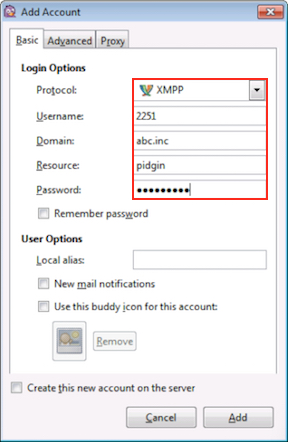 Add Account
Basic Advanced Proxy
Login Options
Protocol: XMPP
Username: 2251
Domain: abc.inc
Resource: pidgin
Password: ●●●●●●●●●
Remember password
User Options
Local alias:
New mail notifications
Use this buddy icon for this account:
Remove
Create this new account on the server
Cancel Add